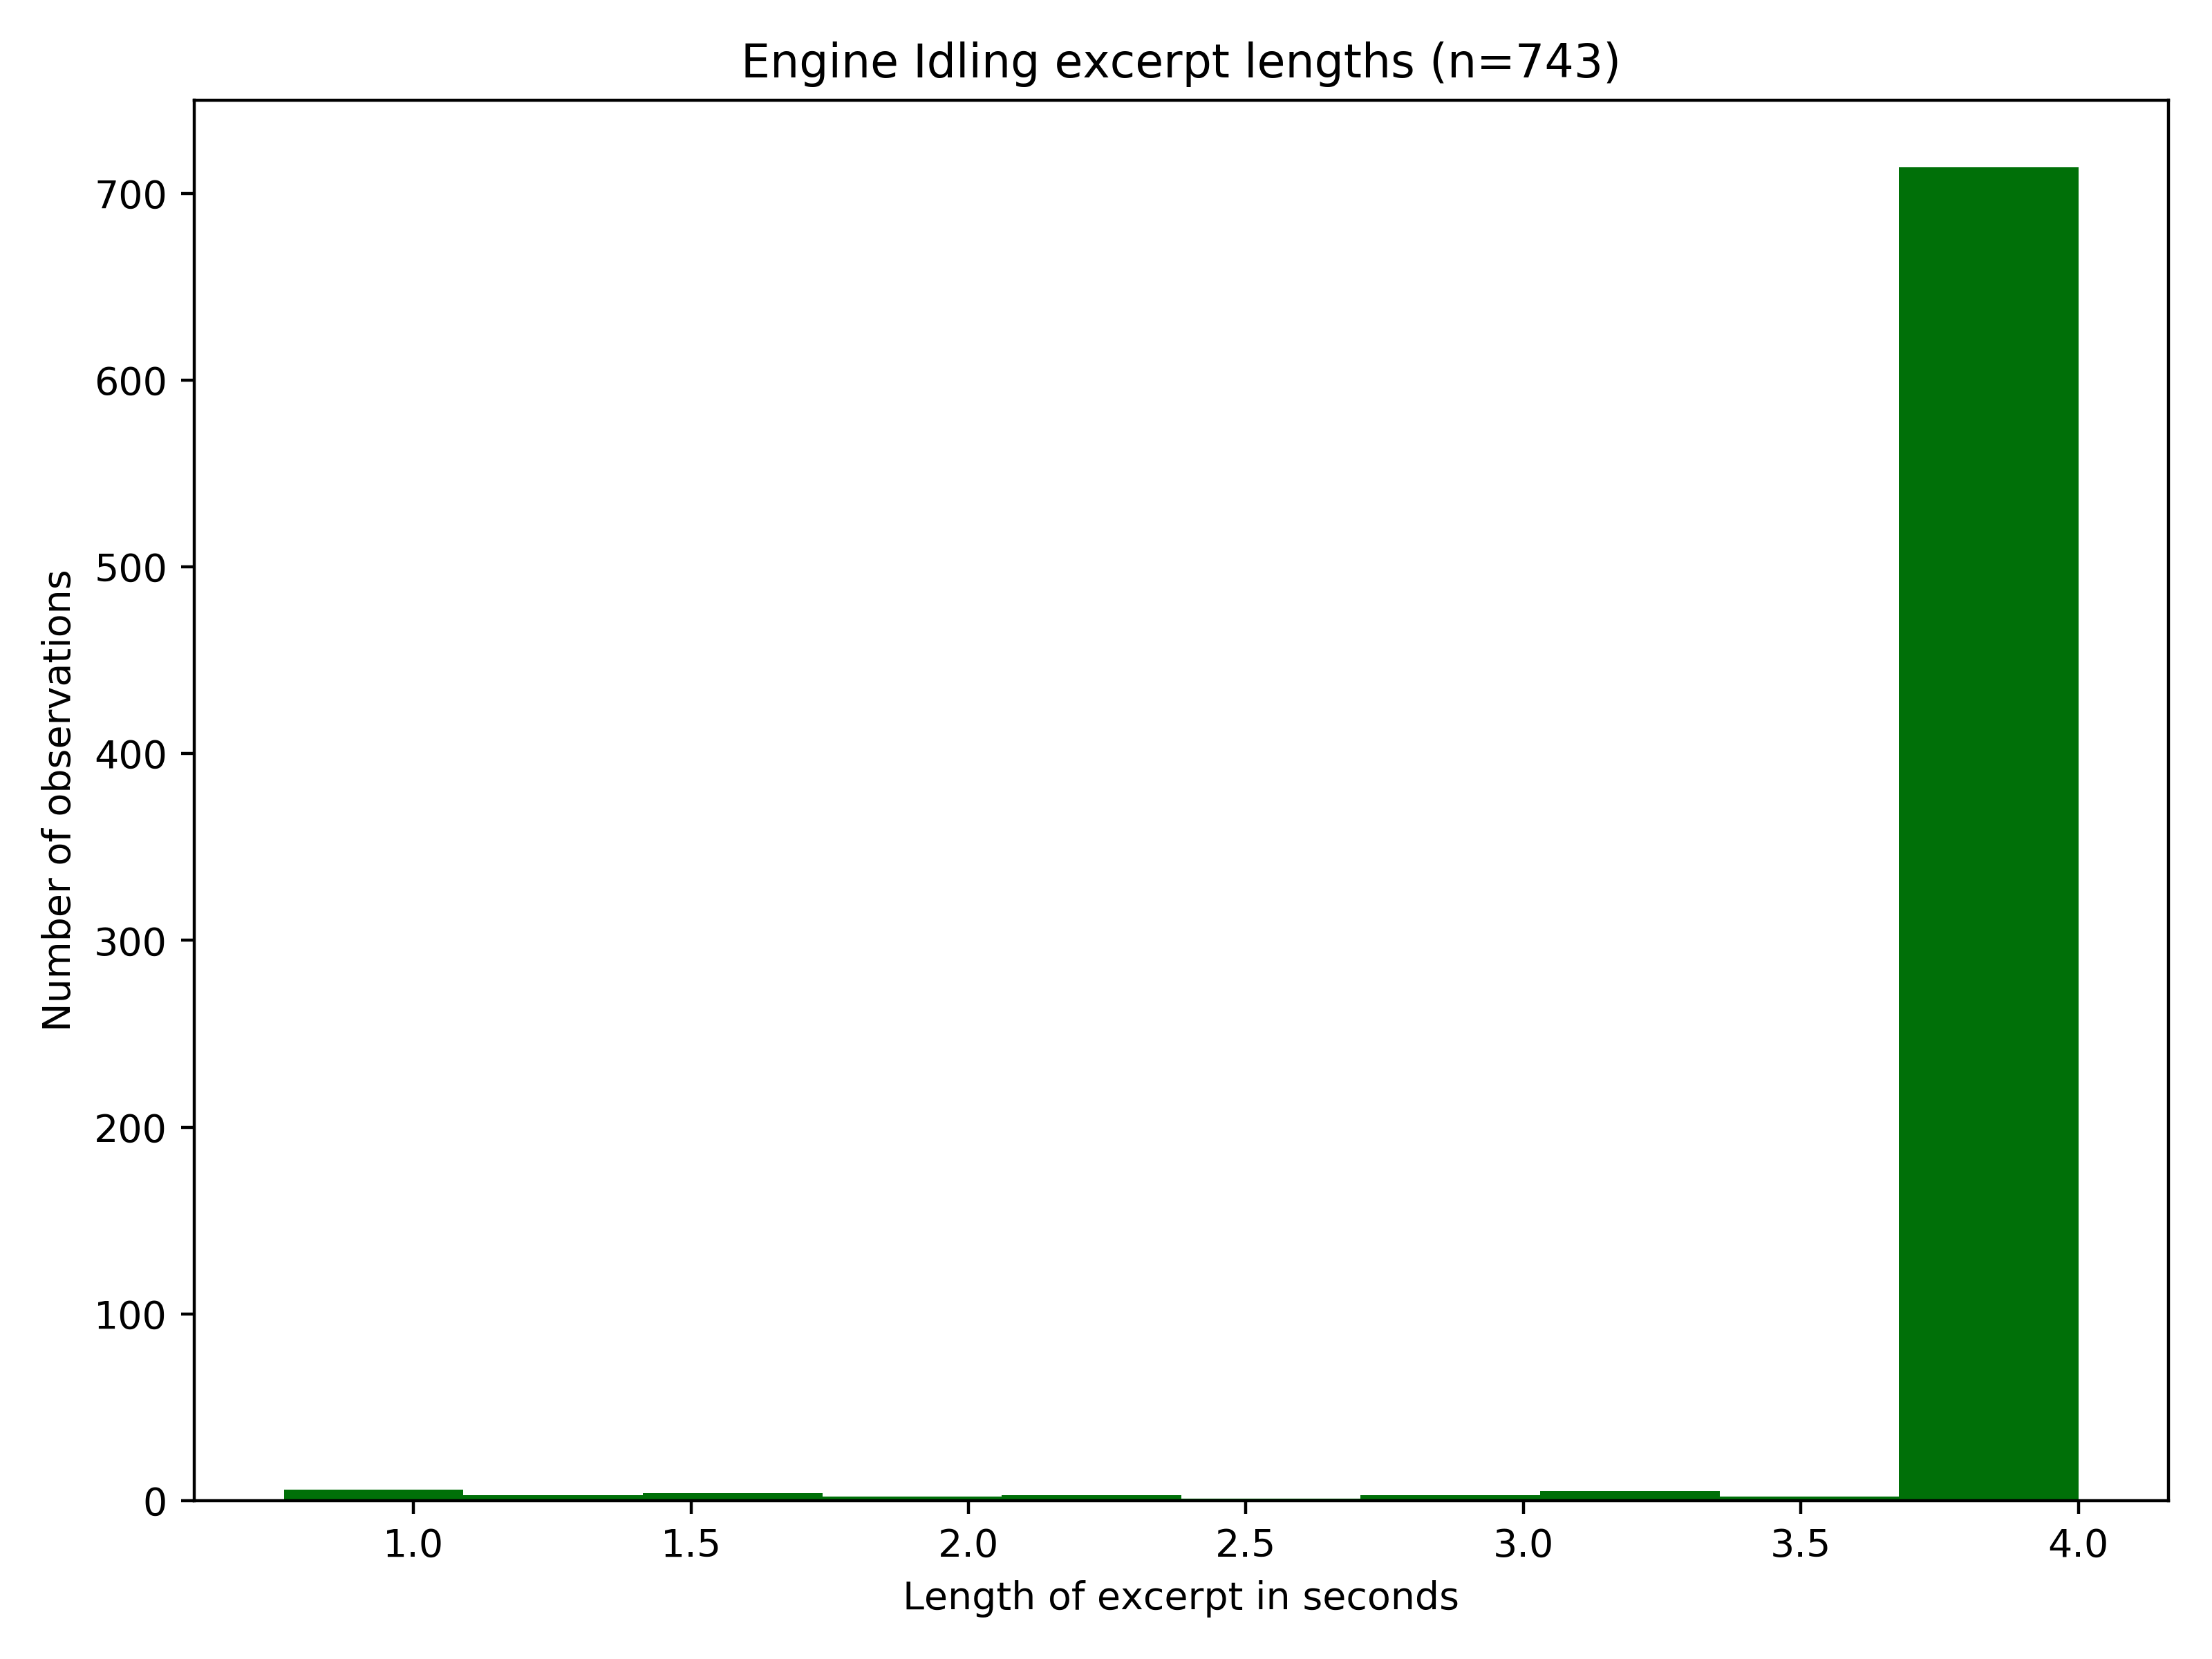 Engine Idling excerpt lengths (n=743)
700
600
500
400
300
200
100
0
Number of observations
1.0 1.5 2.0 2.5 3.0 3.5 4.0
Length of excerpt in seconds